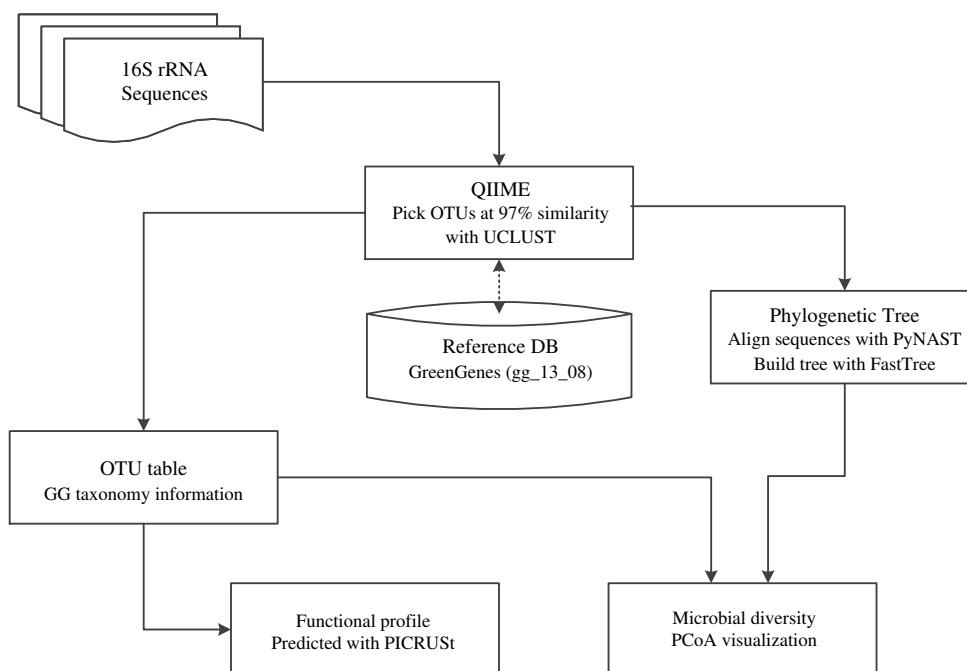 16S rRNA
Sequences
QIIME
Pick OTUs at 97% similarity
with UCLUST
Reference DB
GreenGenes (gg_13_08)
Phylogenetic Tree
Align sequences with PyNAST
Build tree with FastTree
OTU table
GG taxonomy information
Functional profile
Predicted with PICRUSt
Microbial diversity
PCoA visualization